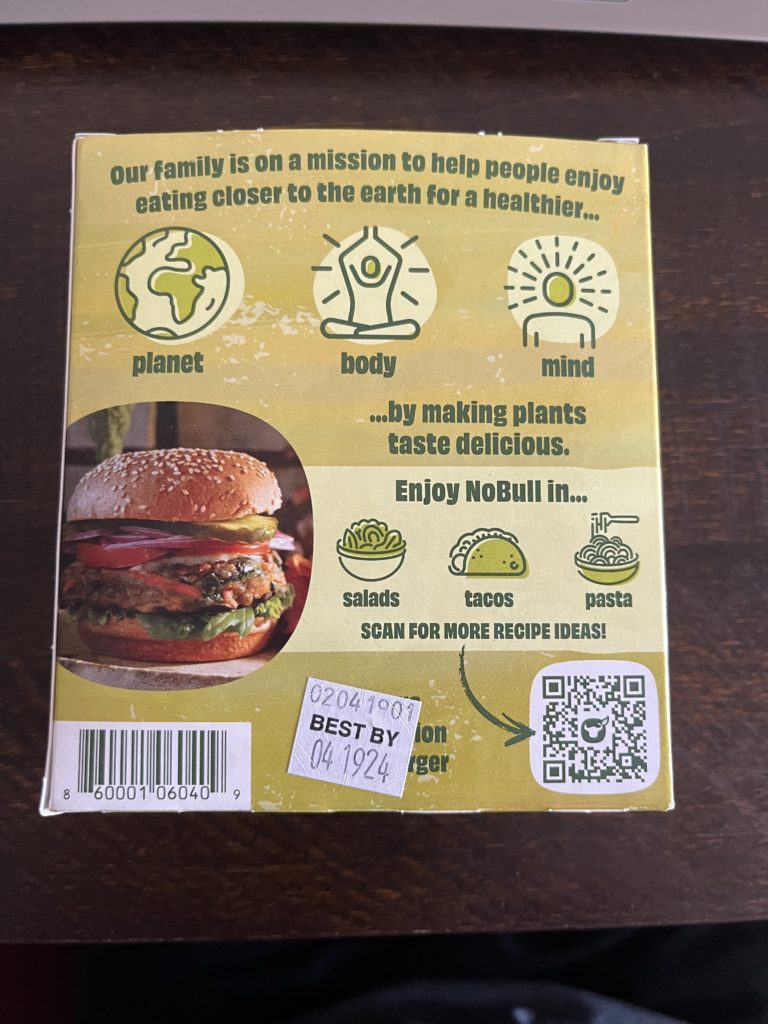 Our family is on a mission to help people enjoy
eating closer to the earth for a healthier...
planet
body
mind
...by making plants
taste delicious.
Enjoy NoBull in...
salads
tacos
pasta
SCAN FOR MORE RECIPE IDEAS!
02041901
BEST BY
04 1924
ion
rger
8 60001 06040 9